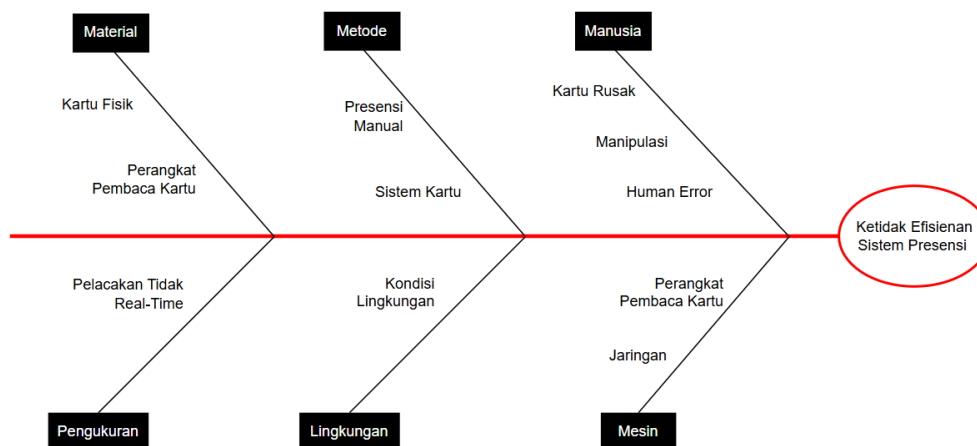 Material
Metode
Manusia
Kartu Fisik
Perangkat
Pembaca Kartu
Presensi
Manual
Sistem Kartu
Kartu Rusak
Manipulasi
Human Error
Ketidak Efisienan
Sistem Presensi
Pelacakan Tidak
Real-Time
Kondisi
Lingkungan
Perangkat
Pembaca Kartu
Jaringan
Pengukuran
Lingkungan
Mesin